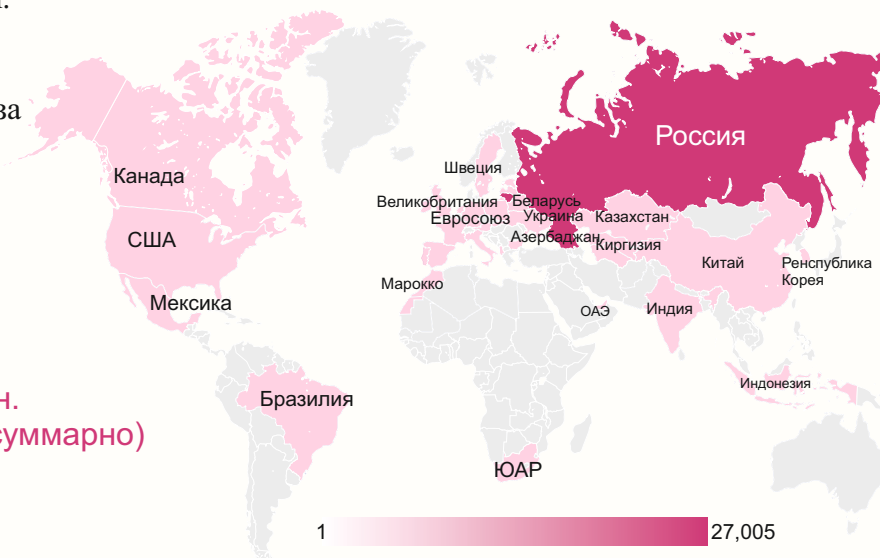 Канада
США
Мексика
Бразилия
Швеция
Великобритания
Евросоюз
Беларусь
Украина
Азербаджан
Россия
Казахстан
Киргизия
Китай
Ренспублика
Корея
Марокко
ОАЭ
Индия
Индонезия
ЮАР
суммарно)
1
27,005